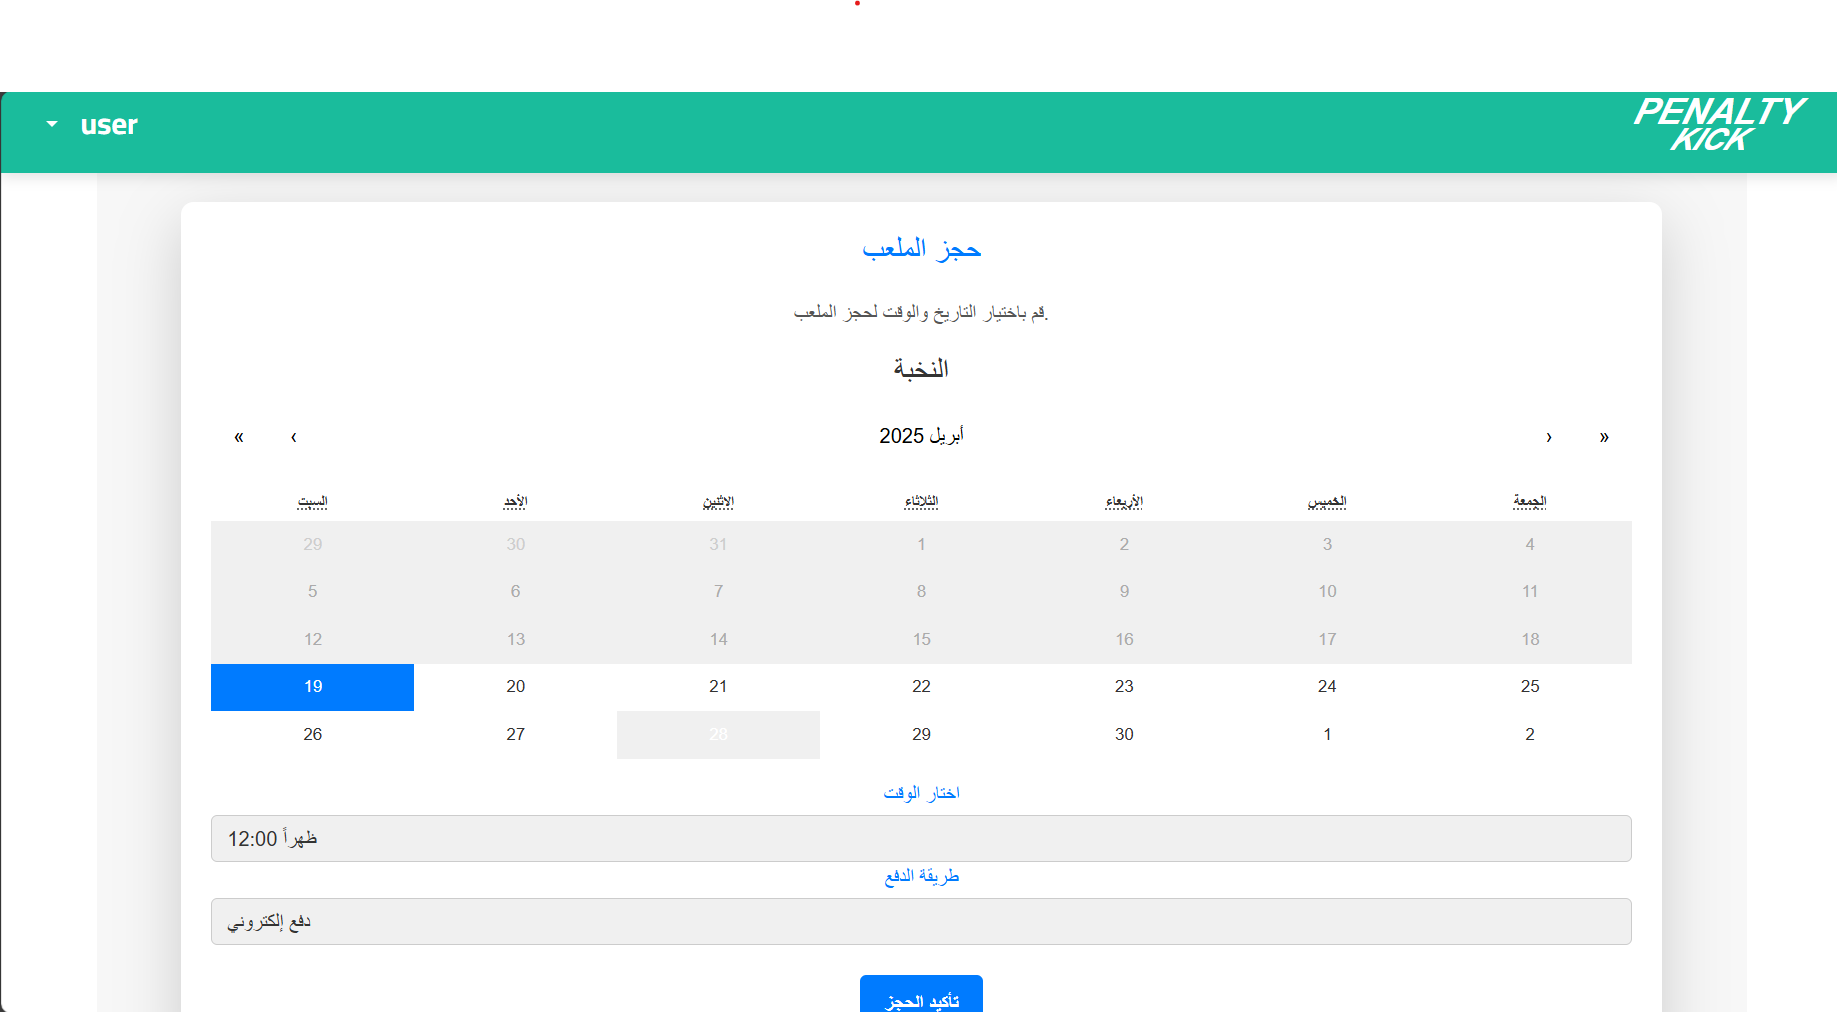 user
PENALTY
KICK
حجز الملعب
قم باختيار التاريخ والوقت لحجز الملعب.
النخبة
« ‹ أبريل 2025 › »
السبت الأحد الاثنين الثلاثاء الأربعاء الخميس الجمعة
29 30 31 1 2 3 4
5 6 7 8 9 10 11
12 13 14 15 16 17 18
19 20 21 22 23 24 25
26 27 28 29 30 1 2
اختار الوقت
12:00 ظهراً
طريقة الدفع
دفع إلكتروني
تأكيد الحجز